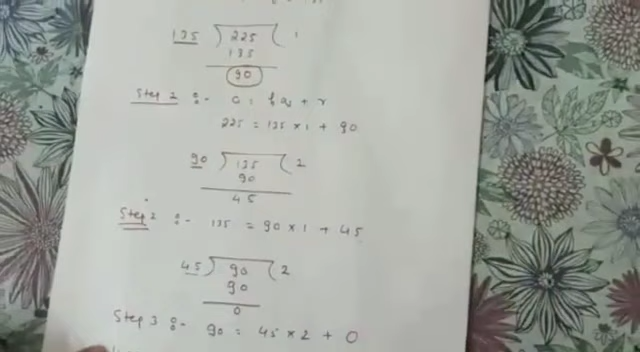 135 ) 225 ( 1
135
90
Step 2 :- a = bq + r
225 = 135 × 1 + 90
90 ) 135 ( 2
90
45
Step 2 :- 135 = 90 × 1 + 45
45 ) 90 ( 2
90
0
Step 3 :- 90 = 45 × 2 + 0